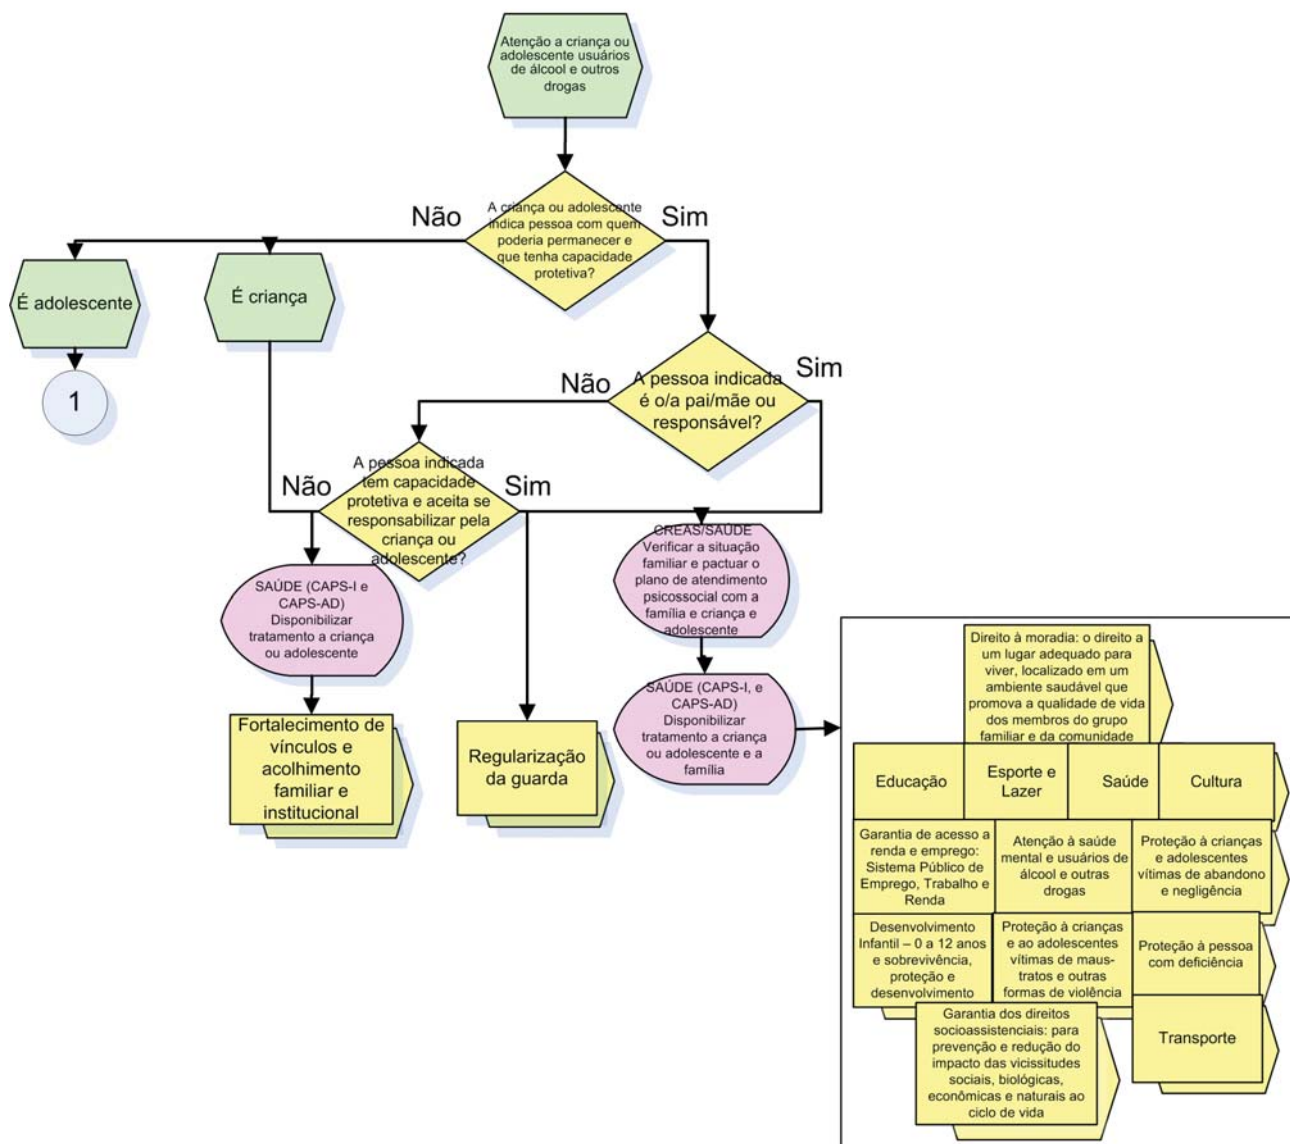 Atenção a criança ou
adolescente usuários
de álcool e outros
drogas
Não
A criança ou adolescente
indica pessoa com quem
poderia permanecer e
que tenha capacidade
protetiva?
Sim
É adolescente
É criança
1
Não
A pessoa indicada
é o/a pai/mãe ou
responsável?
Sim
Não
A pessoa indicada
tem capacidade
protetiva e aceita se
responsabilizar pela
criança ou
adolescente?
Sim
CREAS/SAÚDE
Verificar a situação
familiar e pactuar o
plano de atendimento
psicossocial com a
família e criança e
adolescente
SAÚDE (CAPS-I e
CAPS-AD)
Disponibilizar
tratamento a criança
ou adolescente
SAÚDE (CAPS-I, e
CAPS-AD)
Disponibilizar
tratamento a criança
ou adolescente e a
família
Fortalecimento de
vínculos e
acolhimento
familiar e
institucional
Regularização
da guarda
Direito à moradia: o direito a
um lugar adequado para
viver, localizado em um
ambiente saudável que
promova a qualidade de vida
dos membros do grupo
familiar e da comunidade
Educação
Esporte e
Lazer
Saúde
Cultura
Garantia de acesso a
renda e emprego:
Sistema Público de
Emprego, Trabalho e
Renda
Atenção à saúde
mental e usuários de
álcool e outras
drogas
Proteção à crianças
e adolescentes
vítimas de abandono
e negligência
Desenvolvimento
Infantil – 0 a 12 anos
e sobrevivência,
proteção e
desenvolvimento
Proteção à crianças
e ao adolescentes
vítimas de maus-
tratos e outras
formas de violência
Proteção à pessoa
com deficiência
Garantia dos direitos
socioassistenciais: para
prevenção e redução do
impacto das vicissitudes
sociais, biológicas,
econômicas e naturais ao
ciclo de vida
Transporte